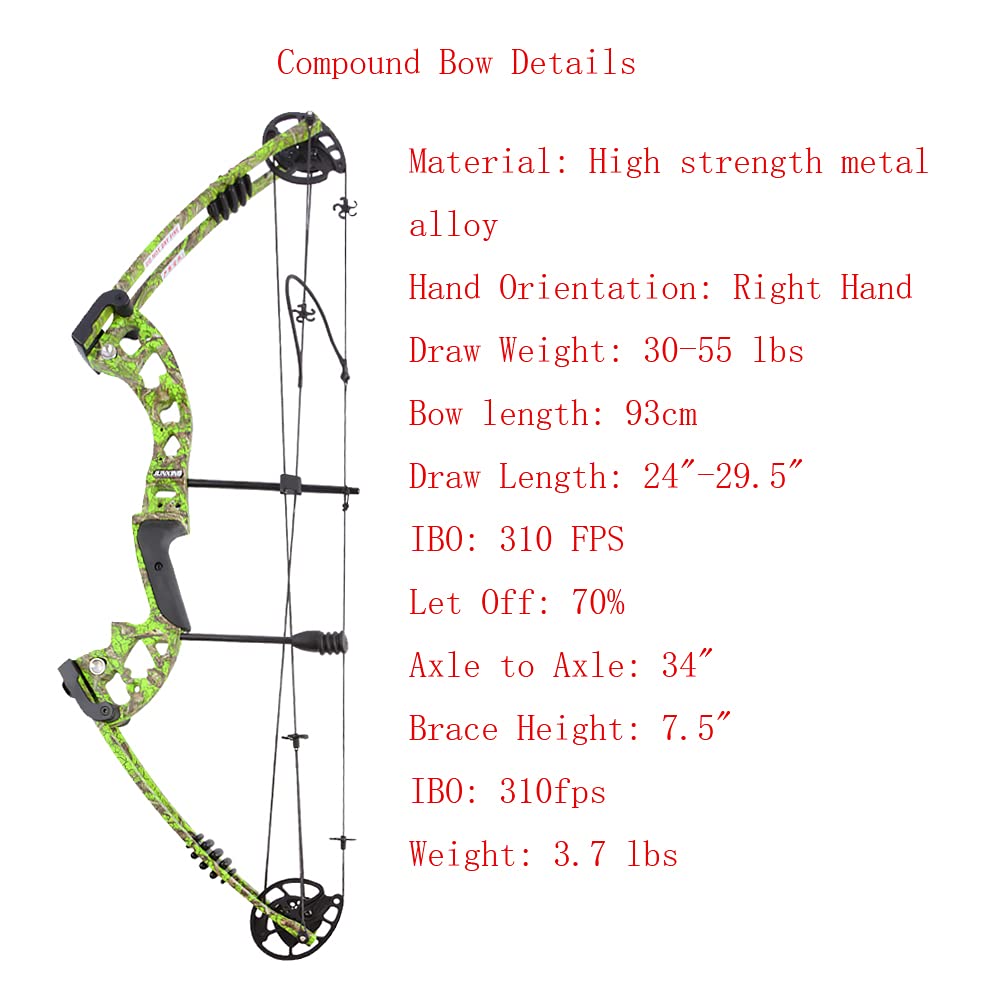 Compound Bow Details
Material: High strength metal
alloy
Hand Orientation: Right Hand
Draw Weight: 30-55 lbs
Bow length: 93cm
Draw Length: 24"-29.5"
IBO: 310 FPS
Let Off: 70%
Axle to Axle: 34"
Brace Height: 7.5"
IBO: 310fps
Weight: 3.7 lbs